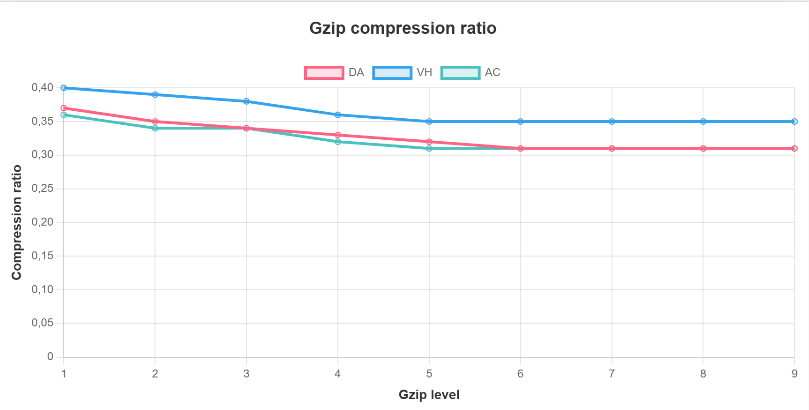 Gzip compression ratio
DA VH AC
0,40
0,35
0,30
0,25
0,20
0,15
0,10
0,05
0
Compression ratio
1 2 3 4 5 6 7 8 9
Gzip level